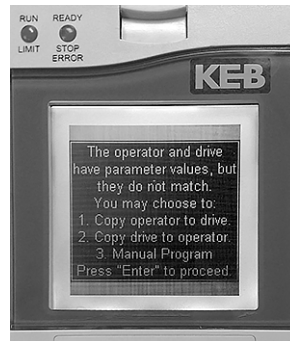 RUN READY
LIMIT STOP
ERROR
KEB
The operator and drive
have parameter values, but
they do not match.
You may choose to:
1. Copy operator to drive.
2. Copy drive to operator.
3. Manual Program
Press "Enter" to proceed.